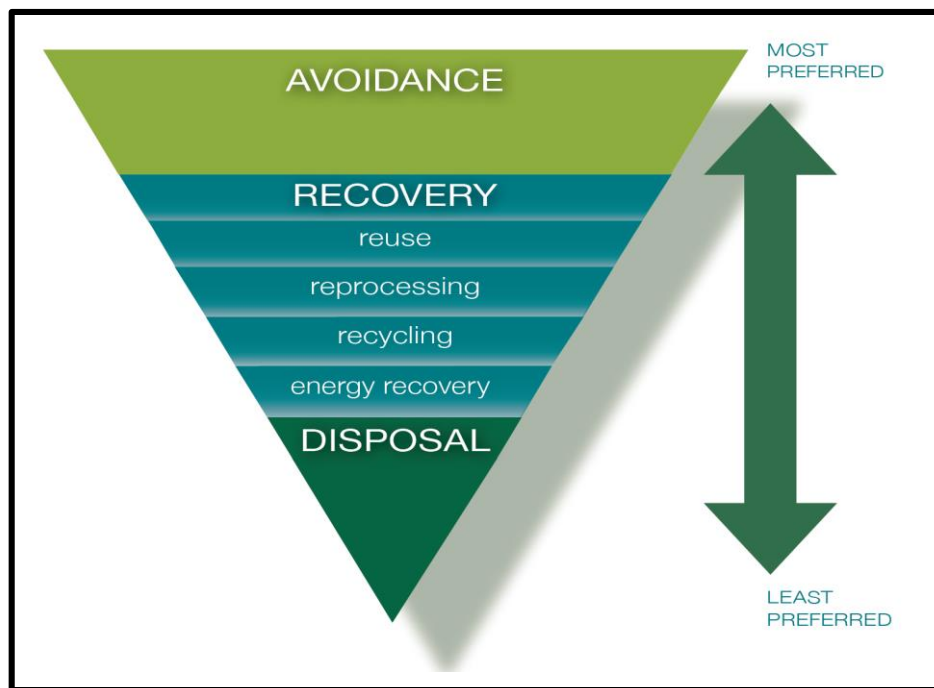 AVOIDANCE
RECOVERY
reuse
reprocessing
recycling
energy recovery
DISPOSAL
MOST
PREFERRED
LEAST
PREFERRED